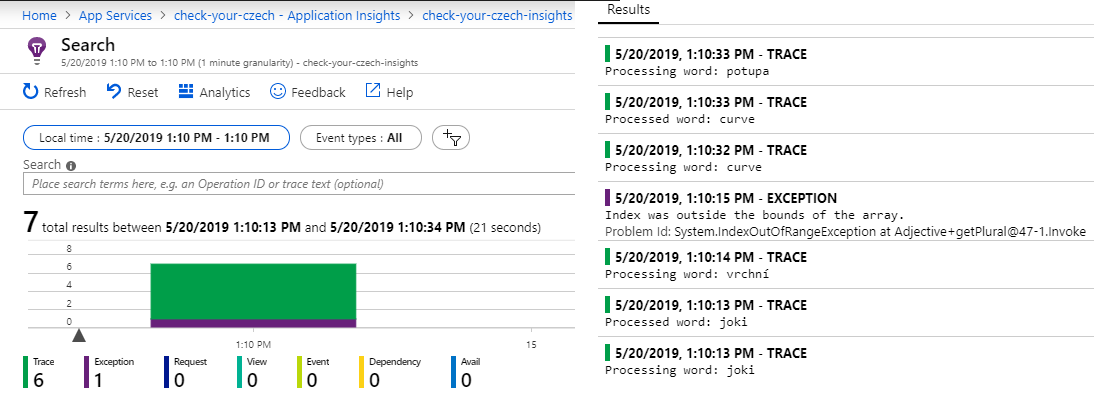 Home > App Services > check-your-czech - Application Insights > check-your-czech-insights
Search
5/20/2019 1:10 PM to 1:10 PM (1 minute granularity) - check-your-czech-insights
Refresh Reset Analytics Feedback Help
Local time : 5/20/2019 1:10 PM - 1:10 PM Event types : All
Search
Place search terms here, e.g. an Operation ID or trace text (optional)
7 total results between 5/20/2019 1:10:13 PM and 5/20/2019 1:10:34 PM (21 seconds)
8
6
4
2
0
1:10 PM 15
Trace Exception Request View Event Dependency Avail
6 1 0 0 0 0 0
Results
5/20/2019, 1:10:33 PM - TRACE
Processing word: potupa
5/20/2019, 1:10:33 PM - TRACE
Processed word: curve
5/20/2019, 1:10:32 PM - TRACE
Processing word: curve
5/20/2019, 1:10:15 PM - EXCEPTION
Index was outside the bounds of the array.
Problem Id: System.IndexOutOfRangeException at Adjective+getPlural@47-1.Invoke
5/20/2019, 1:10:14 PM - TRACE
Processing word: vrchní
5/20/2019, 1:10:13 PM - TRACE
Processed word: joki
5/20/2019, 1:10:13 PM - TRACE
Processing word: joki